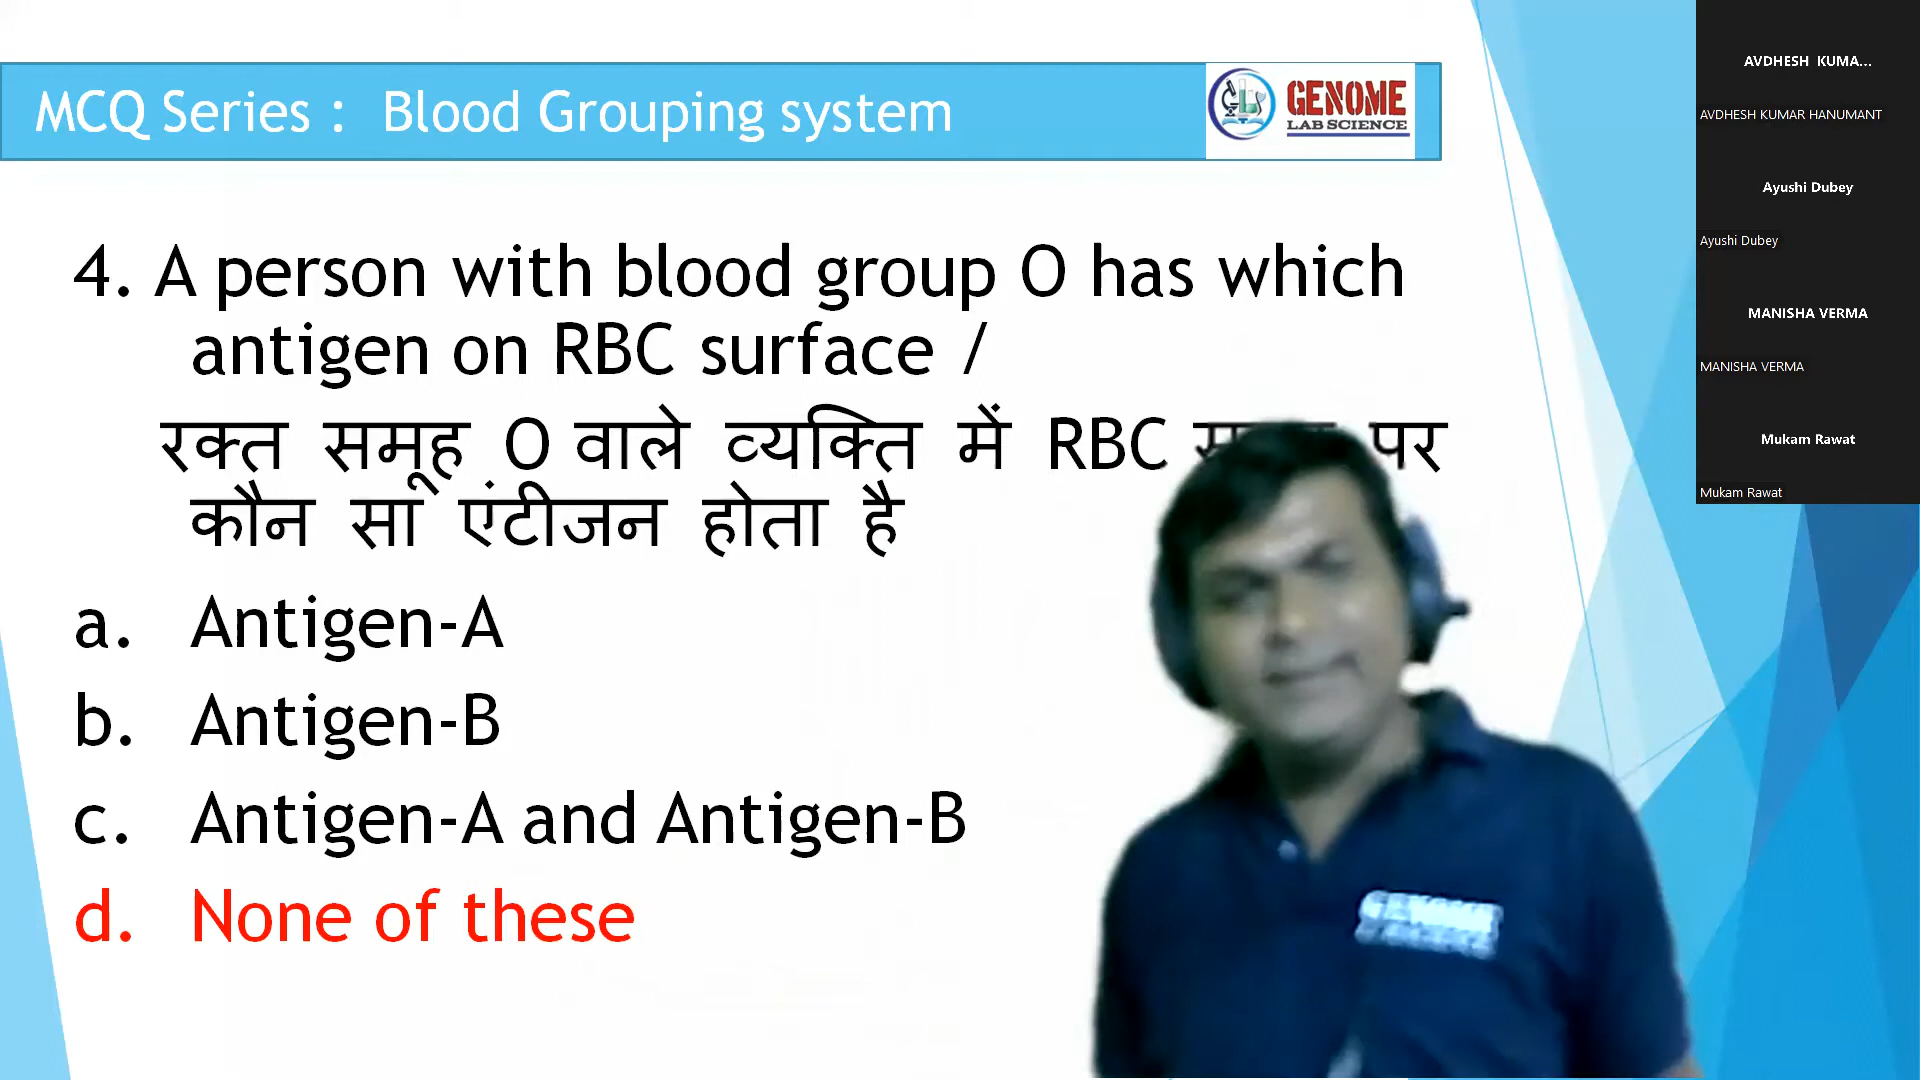 MCQ Series : Blood Grouping system
GENOME
LAB SCIENCE
4. A person with blood group O has which
antigen on RBC surface /
रक्त समूह O वाले व्यक्ति में RBC पर
कौन सा एंटीजन होता है
a. Antigen-A
b. Antigen-B
c. Antigen-A and Antigen-B
d. None of these
AVDHESH KUMA...
AVDHESH KUMAR HANUMANT
Ayushi Dubey
Ayushi Dubey
MANISHA VERMA
MANISHA VERMA
Mukam Rawat
Mukam Rawat
GENOME